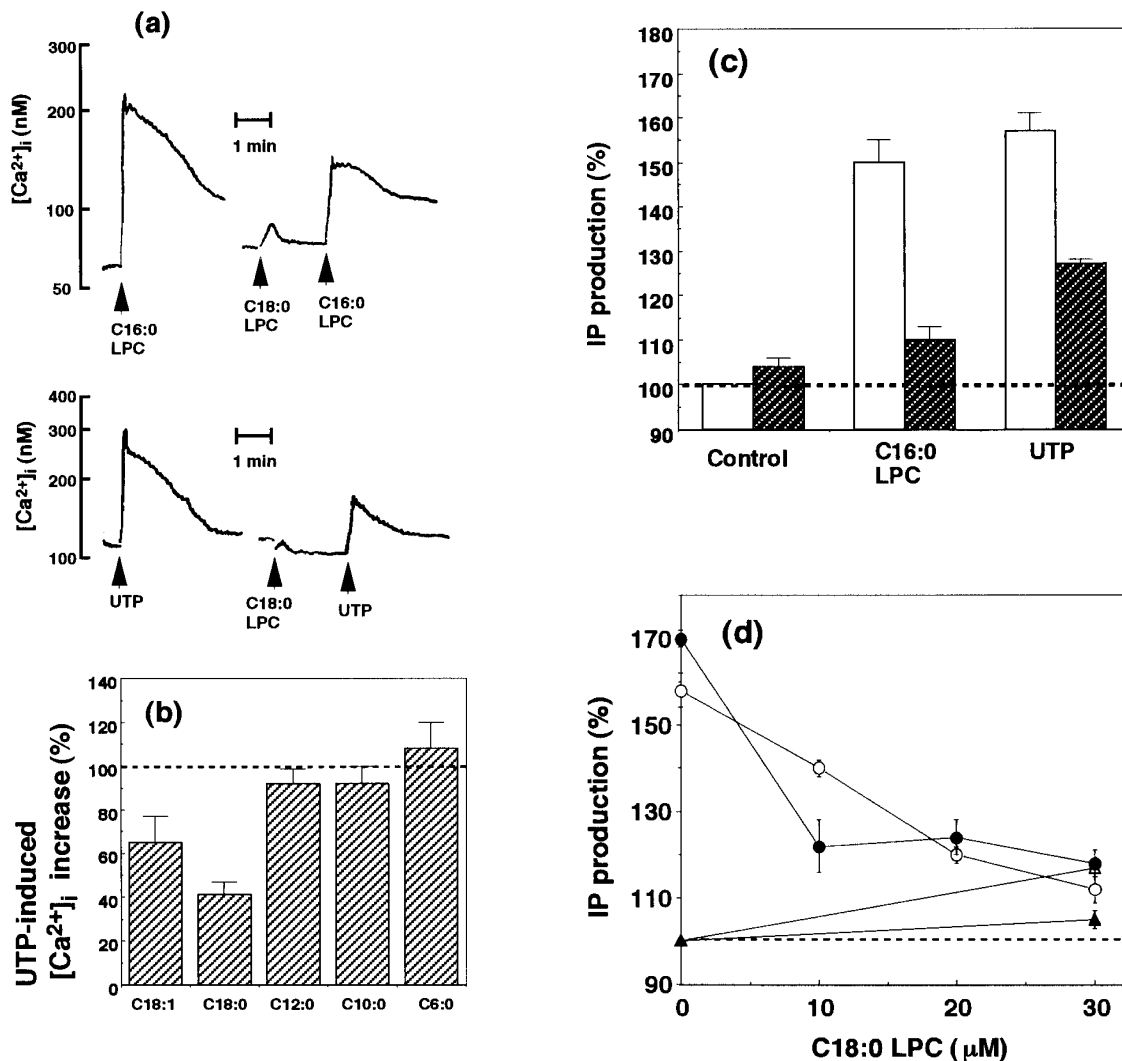 (a)
300
200
100
50
[Ca²⁺]ᵢ (nM)
1 min
C16:0
LPC
C18:0
LPC
C16:0
LPC
400
300
200
100
[Ca²⁺]ᵢ (nM)
1 min
UTP
C18:0
LPC
UTP
(b)
140
120
100
80
60
40
20
0
UTP-induced
[Ca²⁺]ᵢ increase (%)
C18:1
C18:0
C12:0
C10:0
C6:0
(c)
180
170
160
150
140
130
120
110
100
90
IP production (%)
Control
C16:0
LPC
UTP
(d)
170
150
130
110
90
IP production (%)
0
10
20
30
C18:0 LPC (μM)